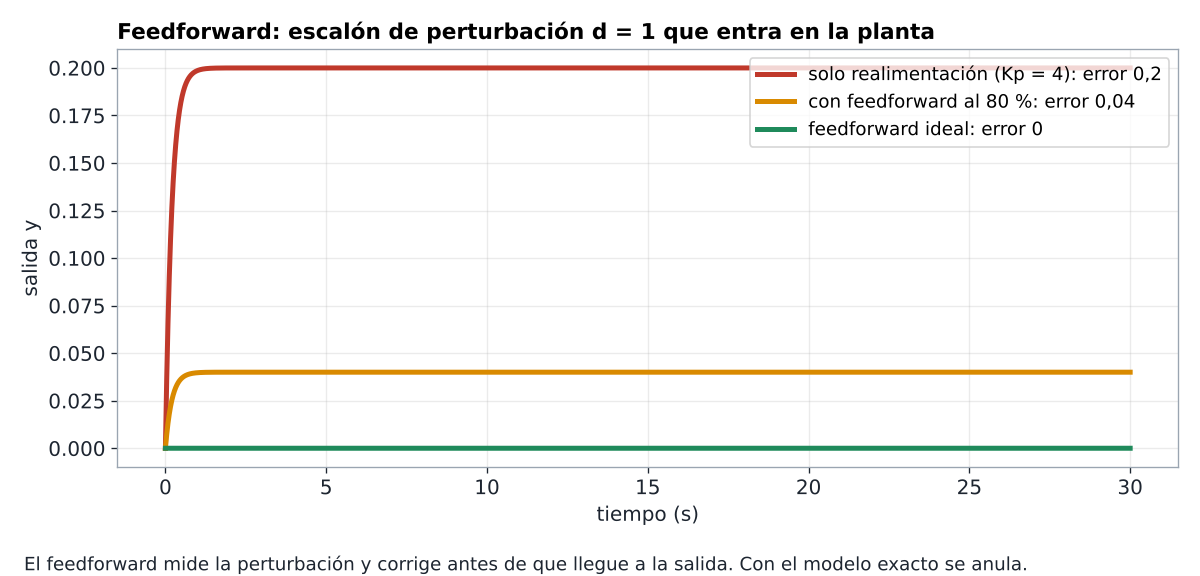 Feedforward: escalón de perturbación d = 1 que entra en la planta
solo realimentación (Kp = 4): error 0,2
con feedforward al 80 %: error 0,04
feedforward ideal: error 0
0.200
0.175
0.150
0.125
0.100
0.075
0.050
0.025
0.000
salida y
0 5 10 15 20 25 30
tiempo (s)
El feedforward mide la perturbación y corrige antes de que llegue a la salida. Con el modelo exacto se anula.